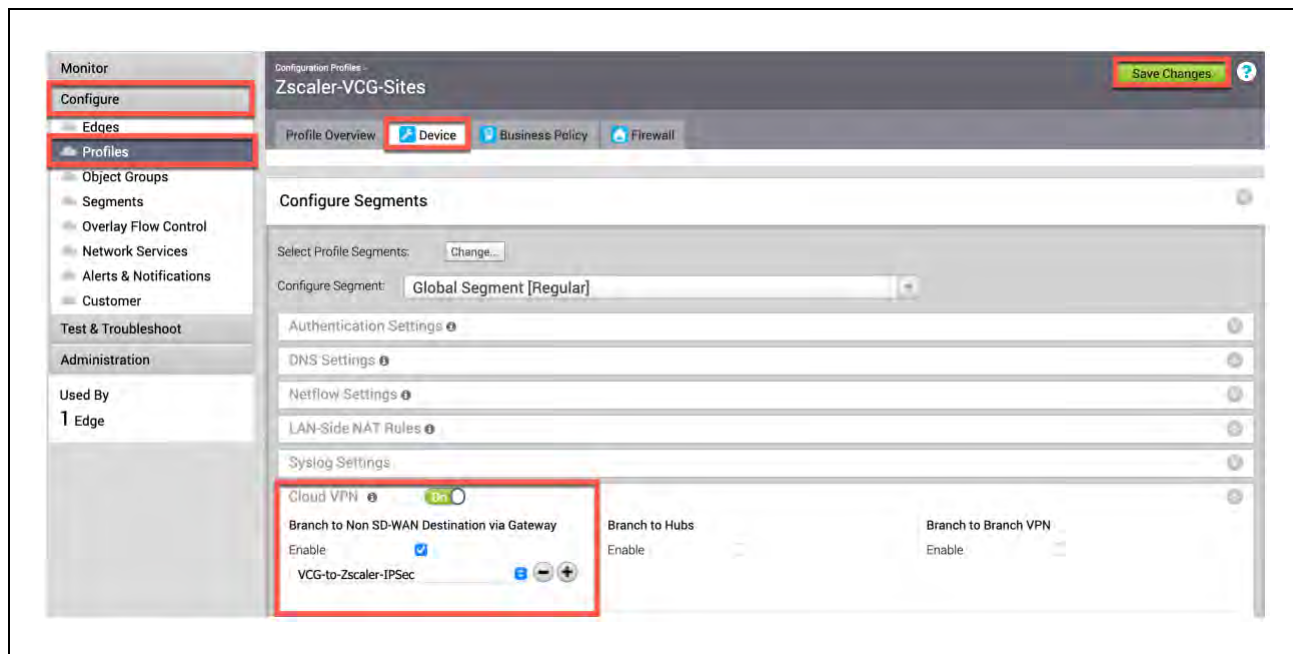 Monitor
Configure
Edges
Profiles
Object Groups
Segments
Overlay Flow Control
Network Services
Alerts & Notifications
Customer
Test & Troubleshoot
Administration
Used By
1 Edge
Configuration Profiles
Zscaler-VCG-Sites
Save Changes ?
Profile Overview Device Business Policy Firewall
Configure Segments
Select Profile Segments: Change...
Configure Segment: Global Segment [Regular]
Authentication Settings
DNS Settings
Netflow Settings
LAN-Side NAT Rules
Syslog Settings
Cloud VPN On
Branch to Non SD-WAN Destination via Gateway Branch to Hubs Branch to Branch VPN
Enable Enable Enable
VCG-to-Zscaler-IPSec